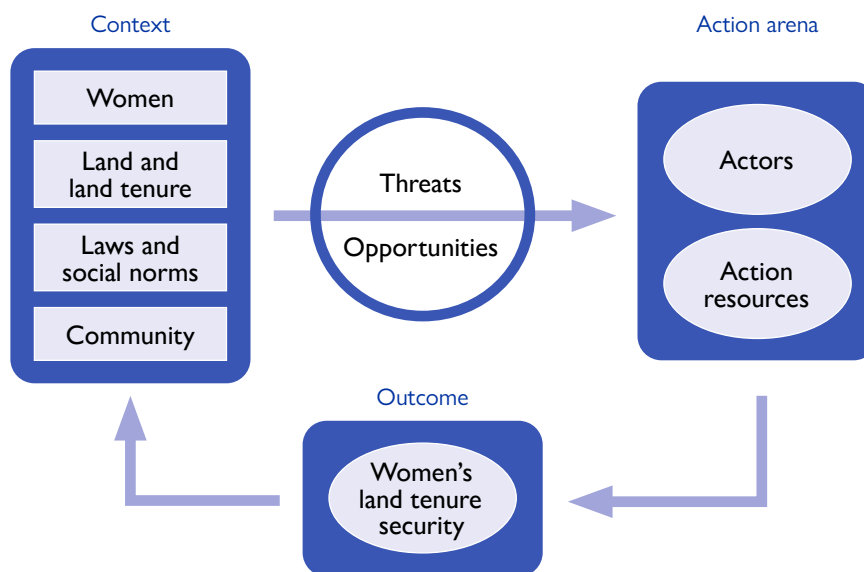 Context
Women
Land and
land tenure
Laws and
social norms
Community
Threats
Opportunities
Action arena
Actors
Action
resources
Outcome
Women’s
land tenure
security